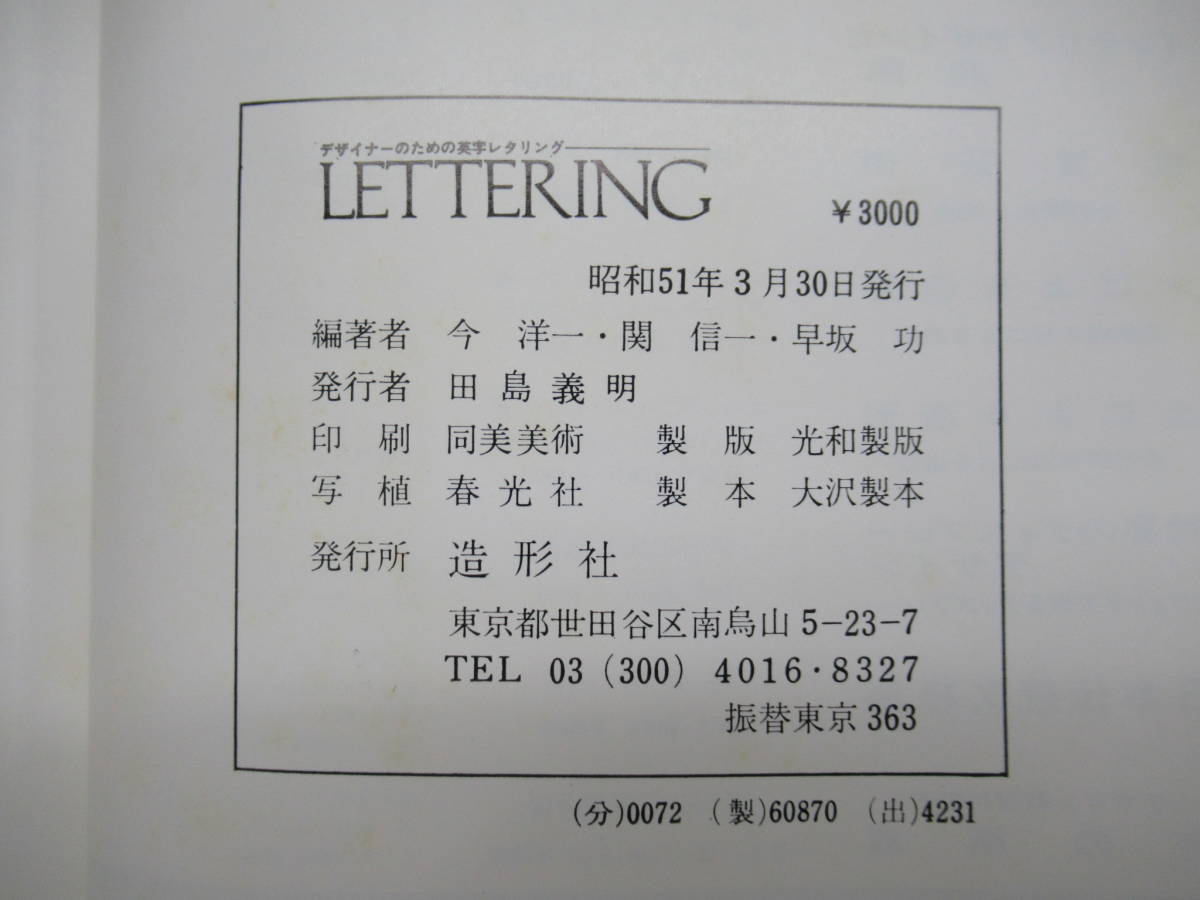 デザイナーのための英字レタリング
LETTERING
¥3000
昭和51年3月30日発行
編著者 今 洋一・関 信一・早坂 功
発行者 田島義明
印刷 同美美術 製版 光和製版
写植 春光社 製本 大沢製本
発行所 造形社
東京都世田谷区南烏山5-23-7
TEL 03 (300) 4016・8327
振替東京363
(分)0072 (製)60870 (出)4231